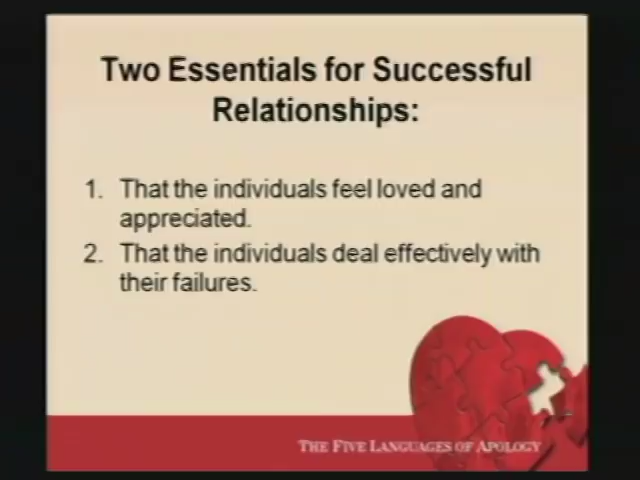 Two Essentials for Successful
Relationships:
1. That the individuals feel loved and
appreciated.
2. That the individuals deal effectively with
their failures.
THE FIVE LANGUAGES OF APOLOGY